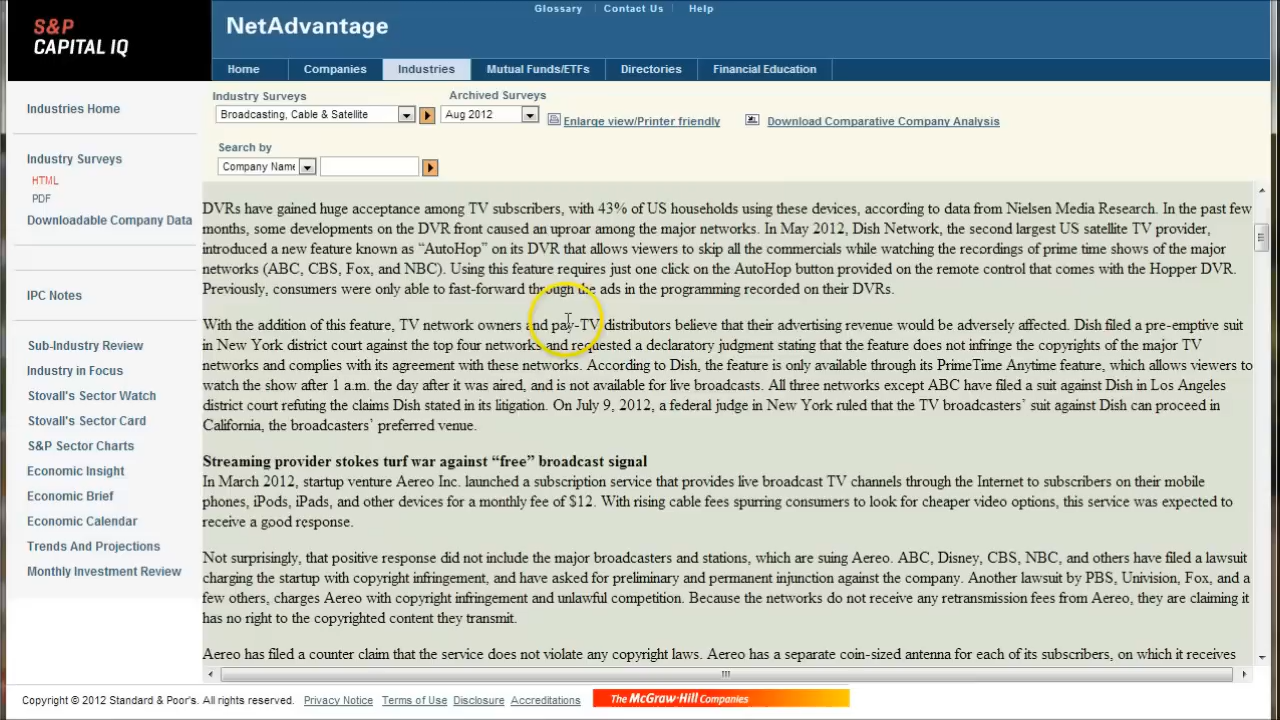 Glossary Contact Us Help
S&P
CAPITAL IQ
NetAdvantage
Home Companies Industries Mutual Funds/ETFs Directories Financial Education
Industries Home
Industry Surveys
HTML
PDF
Downloadable Company Data
IPC Notes
Sub-Industry Review
Industry in Focus
Stovall's Sector Watch
Stovall's Sector Card
S&P Sector Charts
Economic Insight
Economic Brief
Economic Calendar
Trends And Projections
Monthly Investment Review
Industry Surveys Archived Surveys
Broadcasting, Cable & Satellite Aug 2012 Enlarge view/Printer friendly Download Comparative Company Analysis
Search by
Company Name
DVRs have gained huge acceptance among TV subscribers, with 43% of US households using these devices, according to data from Nielsen Media Research. In the past few
months, some developments on the DVR front caused an uproar among the major networks. In May 2012, Dish Network, the second largest US satellite TV provider,
introduced a new feature known as “AutoHop” on its DVR that allows viewers to skip all the commercials while watching the recordings of prime time shows of the major
networks (ABC, CBS, Fox, and NBC). Using this feature requires just one click on the AutoHop button provided on the remote control that comes with the Hopper DVR.
Previously, consumers were only able to fast-forward through the ads in the programming recorded on their DVRs.
With the addition of this feature, TV network owners and pay-TV distributors believe that their advertising revenue would be adversely affected. Dish filed a pre-emptive suit
in New York district court against the top four networks and requested a declaratory judgment stating that the feature does not infringe the copyrights of the major TV
networks and complies with its agreement with these networks. According to Dish, the feature is only available through its PrimeTime Anytime feature, which allows viewers to
watch the show after 1 a.m. the day after it was aired, and is not available for live broadcasts. All three networks except ABC have filed a suit against Dish in Los Angeles
district court refuting the claims Dish stated in its litigation. On July 9, 2012, a federal judge in New York ruled that the TV broadcasters’ suit against Dish can proceed in
California, the broadcasters’ preferred venue.
Streaming provider stokes turf war against “free” broadcast signal
In March 2012, startup venture Aereo Inc. launched a subscription service that provides live broadcast TV channels through the Internet to subscribers on their mobile
phones, iPods, iPads, and other devices for a monthly fee of $12. With rising cable fees spurring consumers to look for cheaper video options, this service was expected to
receive a good response.
Not surprisingly, that positive response did not include the major broadcasters and stations, which are suing Aereo. ABC, Disney, CBS, NBC, and others have filed a lawsuit
charging the startup with copyright infringement, and have asked for preliminary and permanent injunction against the company. Another lawsuit by PBS, Univision, Fox, and a
few others, charges Aereo with copyright infringement and unlawful competition. Because the networks do not receive any retransmission fees from Aereo, they are claiming it
has no right to the copyrighted content they transmit.
Aereo has filed a counter claim that the service does not violate any copyright laws. Aereo has a separate coin-sized antenna for each of its subscribers, on which it receives
Copyright © 2012 Standard & Poor's. All rights reserved. Privacy Notice Terms of Use Disclosure Accreditations The McGraw-Hill Companies